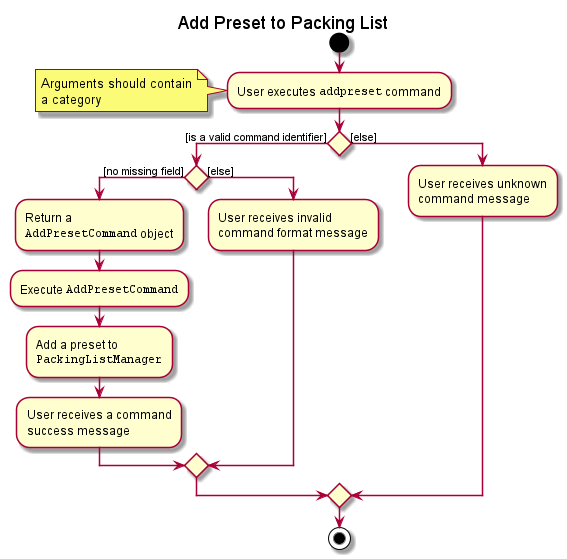 Add Preset to Packing List
Arguments should contain
a category
User executes addpreset command
[is a valid command identifier]
[else]
[no missing field]
[else]
User receives unknown
command message
Return a
AddPresetCommand object
User receives invalid
command format message
Execute AddPresetCommand
Add a preset to
PackingListManager
User receives a command
success message